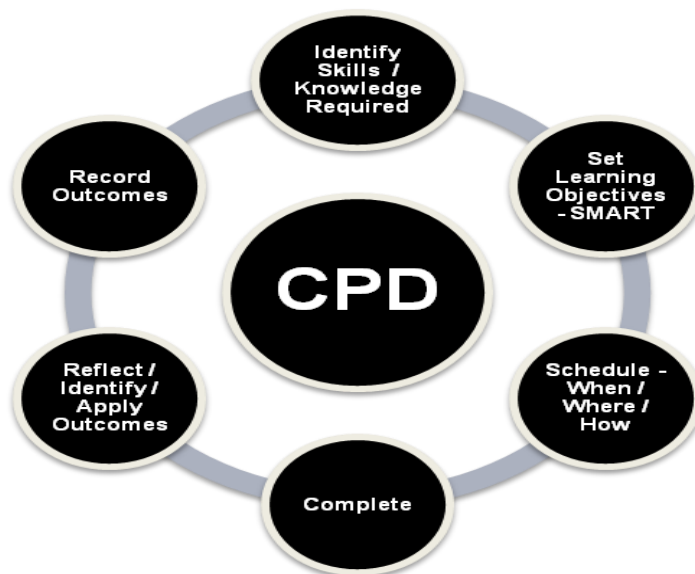 Identify
Skills /
Knowledge
Required
Set
Learning
Objectives
- SMART
Schedule -
When /
Where /
How
Complete
Reflect /
Identify /
Apply
Outcomes
Record
Outcomes
CPD